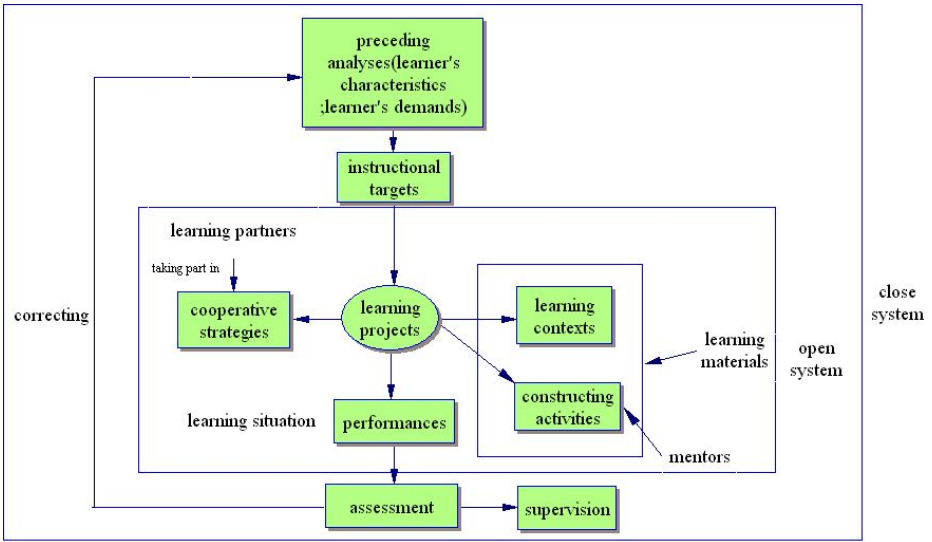 preceding
analyses(learner's
characteristics
;learner's demands)
instructional
targets
learning partners
taking part in
cooperative
strategies
learning
projects
learning
contexts
correcting
close
system
learning
materials
open
system
constructing
activities
learning situation
performances
mentors
assessment
supervision